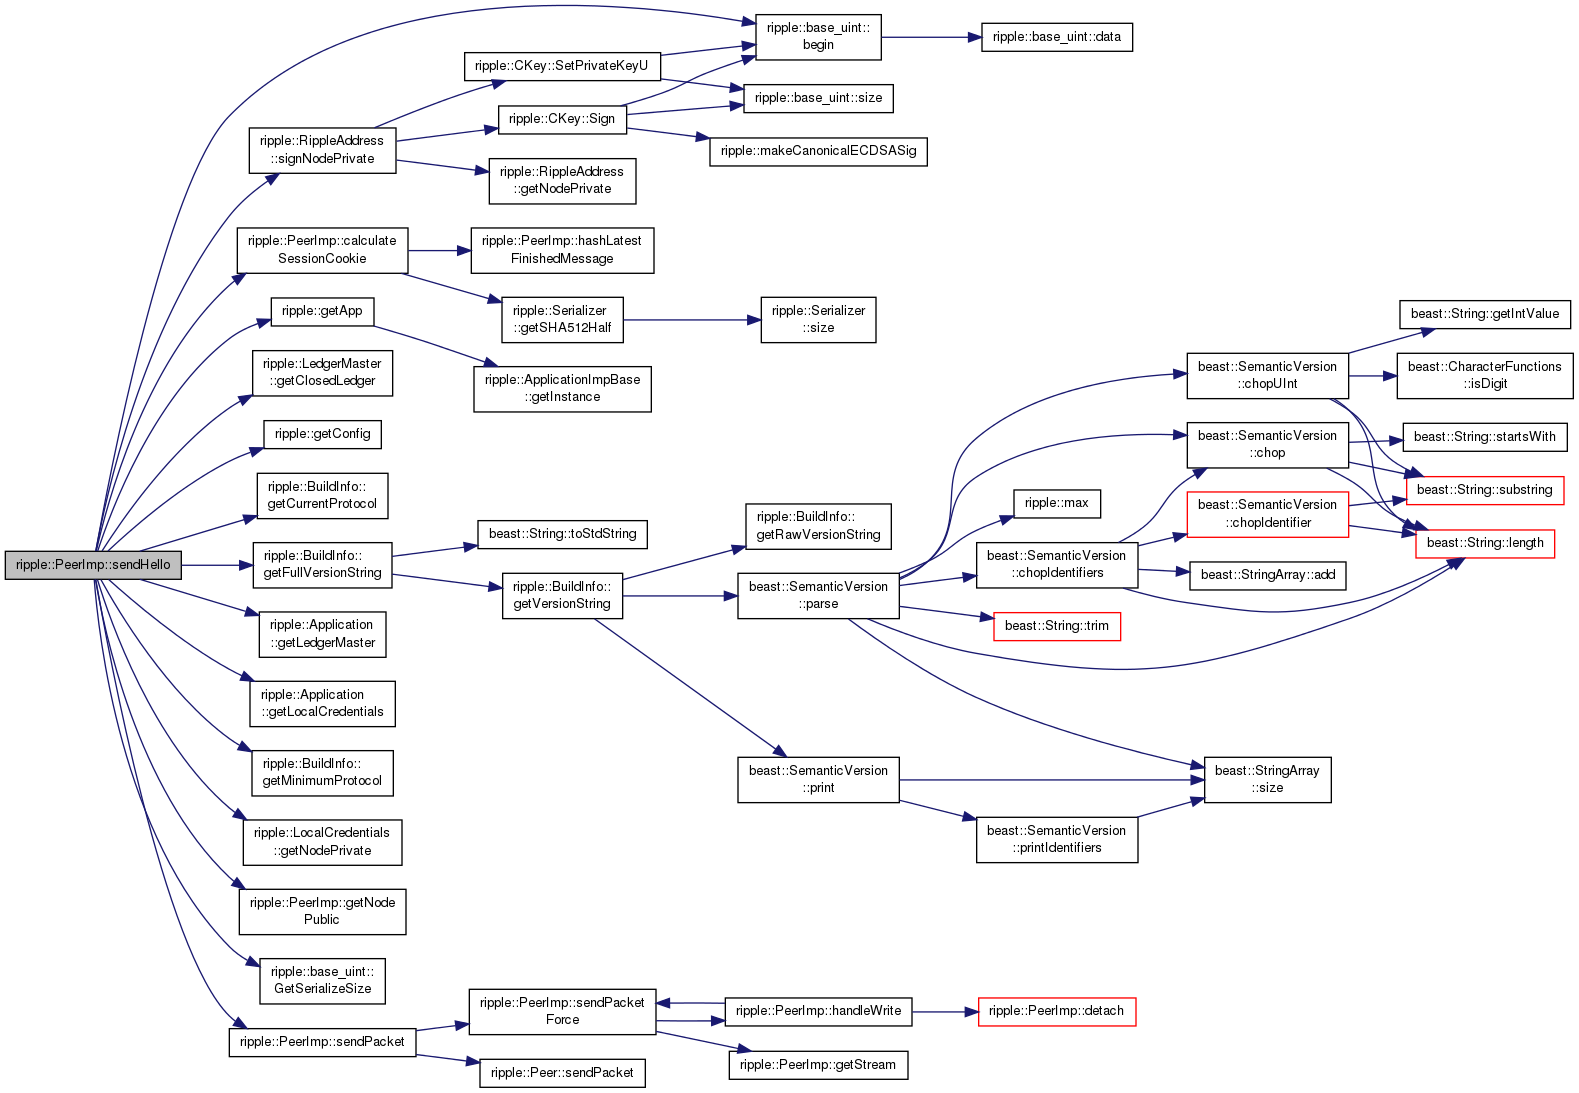 ripple::PeerImp::sendHello
ripple::RippleAddress
::signNodePrivate
ripple::PeerImp::calculate
SessionCookie
ripple::getApp
ripple::LedgerMaster
::getClosedLedger
ripple::getConfig
ripple::BuildInfo::
getCurrentProtocol
ripple::BuildInfo::
getFullVersionString
ripple::Application
::getLedgerMaster
ripple::Application
::getLocalCredentials
ripple::BuildInfo::
getMinimumProtocol
ripple::LocalCredentials
::getNodePrivate
ripple::PeerImp::getNode
Public
ripple::base_uint::
GetSerializeSize
ripple::PeerImp::sendPacket
ripple::CKey::SetPrivateKeyU
ripple::CKey::Sign
ripple::RippleAddress
::getNodePrivate
ripple::PeerImp::hashLatest
FinishedMessage
ripple::Serializer
::getSHA512Half
ripple::ApplicationImpBase
::getInstance
beast::String::toStdString
ripple::BuildInfo::
getVersionString
ripple::PeerImp::sendPacket
Force
ripple::Peer::sendPacket
ripple::base_uint::
begin
ripple::base_uint::size
ripple::makeCanonicalECDSASig
ripple::Serializer
::size
ripple::BuildInfo::
getRawVersionString
beast::SemanticVersion
::parse
beast::SemanticVersion
::print
ripple::PeerImp::handleWrite
ripple::PeerImp::getStream
ripple::base_uint::data
ripple::max
beast::SemanticVersion
::chopIdentifiers
beast::String::trim
beast::SemanticVersion
::printIdentifiers
ripple::PeerImp::detach
beast::SemanticVersion
::chopUInt
beast::SemanticVersion
::chop
beast::SemanticVersion
::chopIdentifier
beast::StringArray::add
beast::StringArray
::size
beast::String::getIntValue
beast::CharacterFunctions
::isDigit
beast::String::startsWith
beast::String::substring
beast::String::length